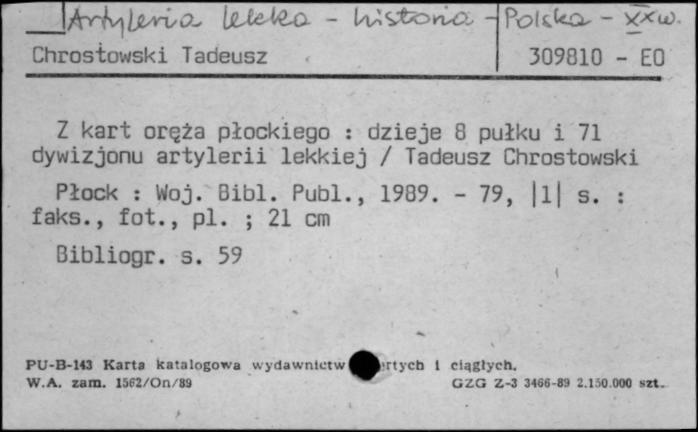 Artyleria lekka - historia - Polska - XX w.
Chrostowski Tadeusz 309810 - EO
Z kart oręża płockiego : dzieje 8 pułku i 71
dywizjonu artylerii lekkiej / Tadeusz Chrostowski
Płock : Woj. Bibl. Publ., 1989. - 79, |1| s. :
faks., fot., pl. ; 21 cm
Bibliogr. s. 59
PU-B-143 Karta katalogowa wydawnictw i ciągłych.
W.A. zam. 1562/On/89 GZG Z-3 3466-89 2.150.000 szt.